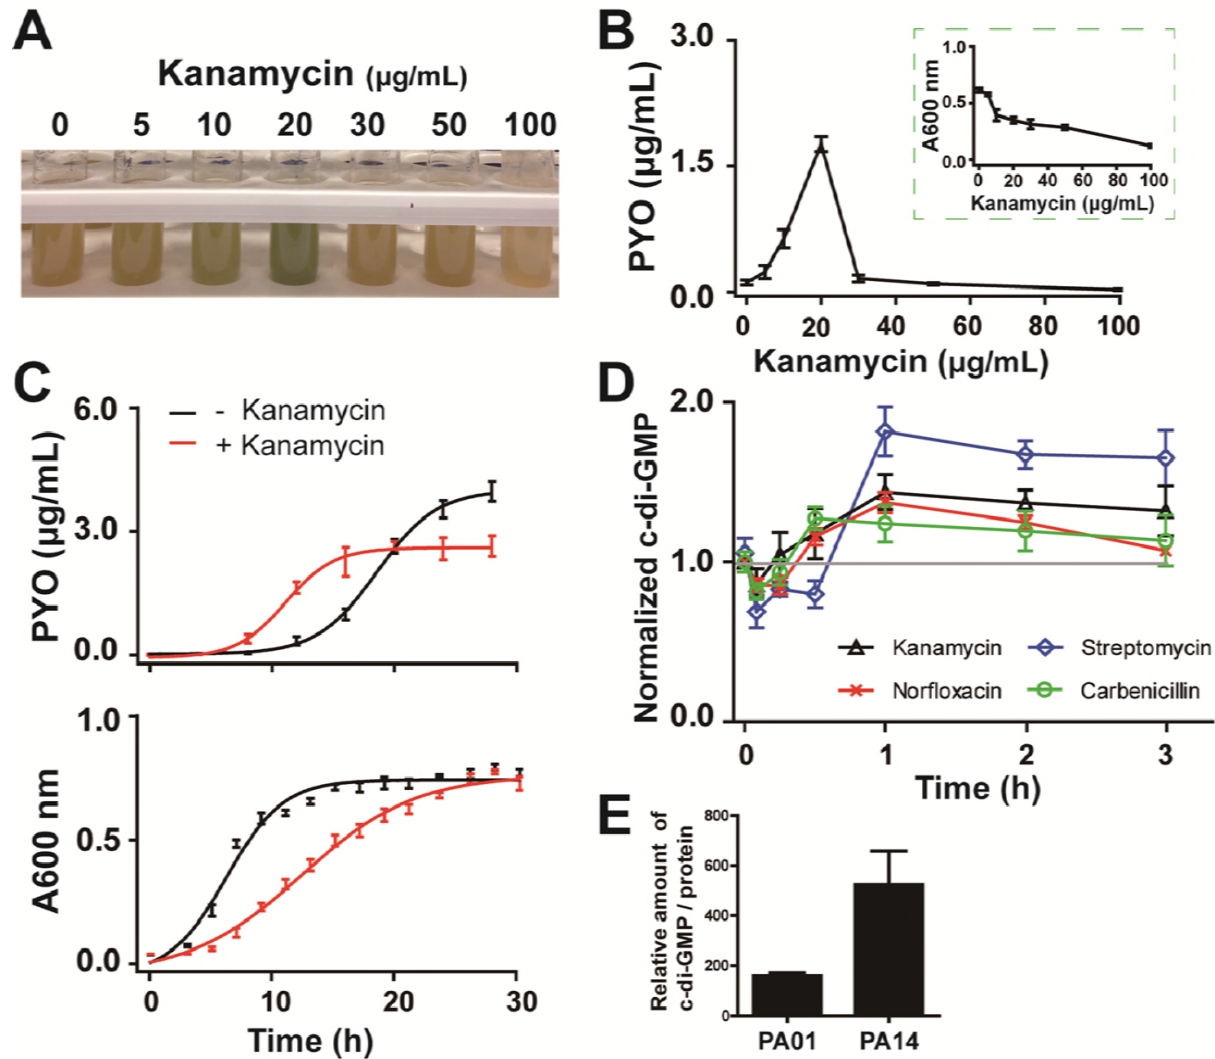 A
Kanamycin (µg/mL)
0 5 10 20 30 50 100
B
3.0
1.5
0.0
PYO (µg/mL)
0 20 40 60 80 100
Kanamycin (µg/mL)
1.0
0.5
0.0
A600 nm
0 20 40 60 80 100
Kanamycin (µg/mL)
C
- Kanamycin
+ Kanamycin
6.0
3.0
0.0
PYO (µg/mL)
1.0
0.5
0.0
A600 nm
0 10 20 30
Time (h)
D
2.0
1.0
0.0
Normalized c-di-GMP
Kanamycin
Streptomycin
Norfloxacin
Carbenicillin
0 1 2 3
Time (h)
E
800
600
400
200
0
Relative amount of
c-di-GMP / protein
PA01 PA14